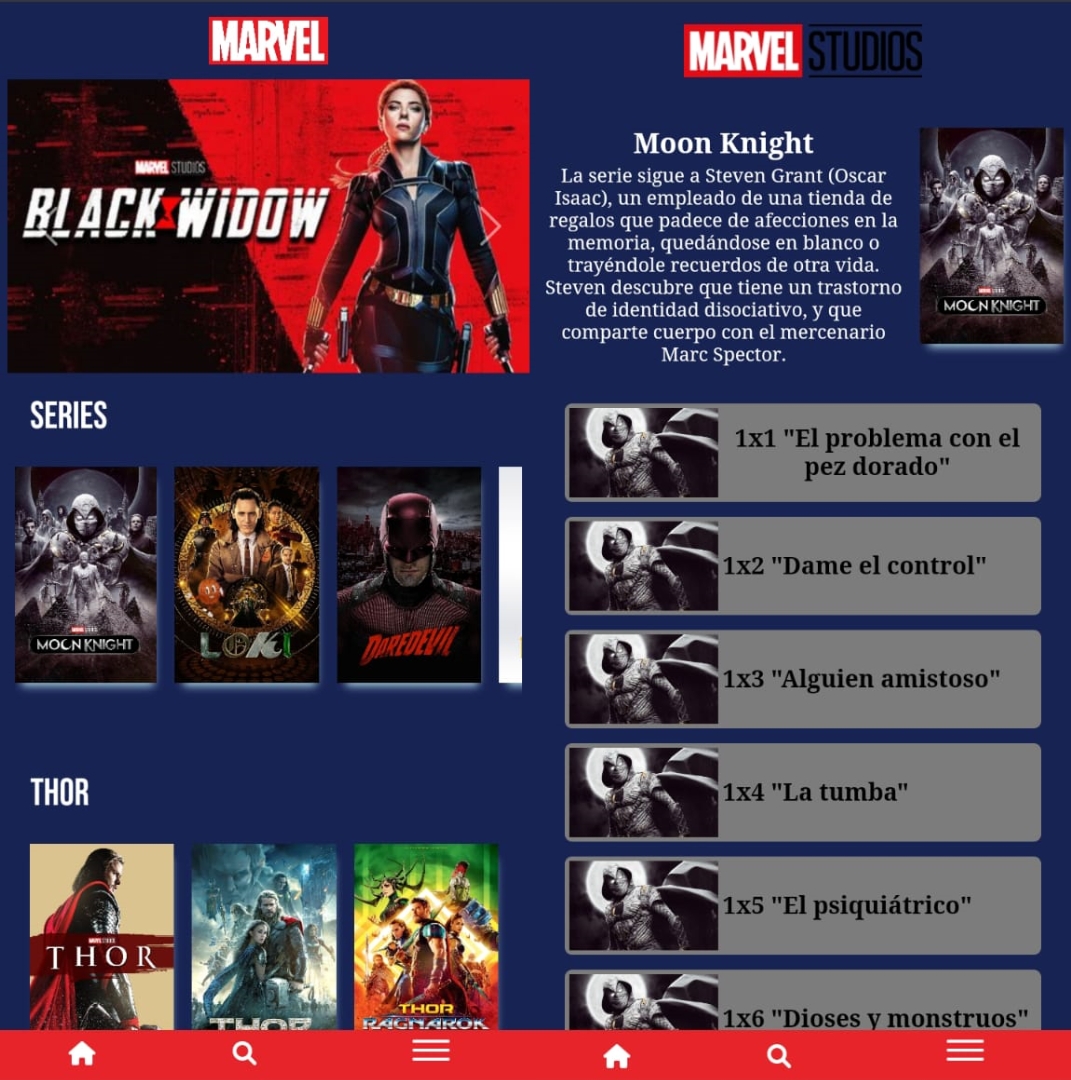 MARVEL
MARVEL STUDIOS
BLACK WIDOW
SERIES
MOON KNIGHT
LOKI
DAREDEVIL
THOR
MARVEL STUDIOS
THOR
THOR
THOR
RAGNAROK
MARVEL STUDIOS
Moon Knight
La serie sigue a Steven Grant (Oscar
Isaac), un empleado de una tienda de
regalos que padece de afecciones en la
memoria, quedándose en blanco o
trayéndole recuerdos de otra vida.
Steven descubre que tiene un trastorno
de identidad disociativo, y que
comparte cuerpo con el mercenario
Marc Spector.
MOON KNIGHT
1x1 "El problema con el
pez dorado"
1x2 "Dame el control"
1x3 "Alguien amistoso"
1x4 "La tumba"
1x5 "El psiquiátrico"
1x6 "Dioses y monstruos"